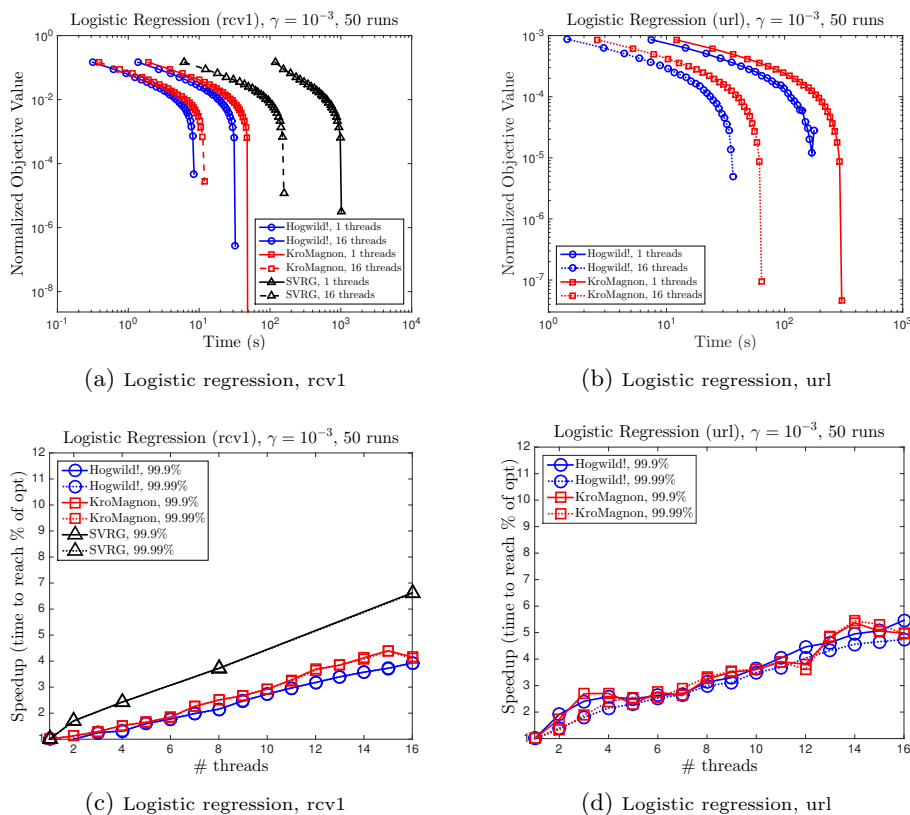 Logistic Regression (rcv1), γ = 10⁻³, 50 runs
Normalized Objective Value
10⁰
10⁻²
10⁻⁴
10⁻⁶
10⁻⁸
Hogwild!, 1 threads
Hogwild!, 16 threads
KroMagnon, 1 threads
KroMagnon, 16 threads
SVRG, 1 threads
SVRG, 16 threads
10⁻¹ 10⁰ 10¹ 10² 10³ 10⁴
Time (s)
(a) Logistic regression, rcv1
Logistic Regression (url), γ = 10⁻³, 50 runs
Normalized Objective Value
10⁻³
10⁻⁴
10⁻⁵
10⁻⁶
10⁻⁷
Hogwild!, 1 threads
Hogwild!, 16 threads
KroMagnon, 1 threads
KroMagnon, 16 threads
10⁰ 10¹ 10² 10³
Time (s)
(b) Logistic regression, url
Logistic Regression (rcv1), γ = 10⁻³, 50 runs
Speedup (time to reach % of opt)
12
11
10
9
8
7
6
5
4
3
2
1
Hogwild!, 99.9%
Hogwild!, 99.99%
KroMagnon, 99.9%
KroMagnon, 99.99%
SVRG, 99.9%
SVRG, 99.99%
2 4 6 8 10 12 14 16
# threads
(c) Logistic regression, rcv1
Logistic Regression (url), γ = 10⁻³, 50 runs
Speedup (time to reach % of opt)
12
11
10
9
8
7
6
5
4
3
2
1
Hogwild!, 99.9%
Hogwild!, 99.99%
KroMagnon, 99.9%
KroMagnon, 99.99%
2 4 6 8 10 12 14 16
# threads
(d) Logistic regression, url